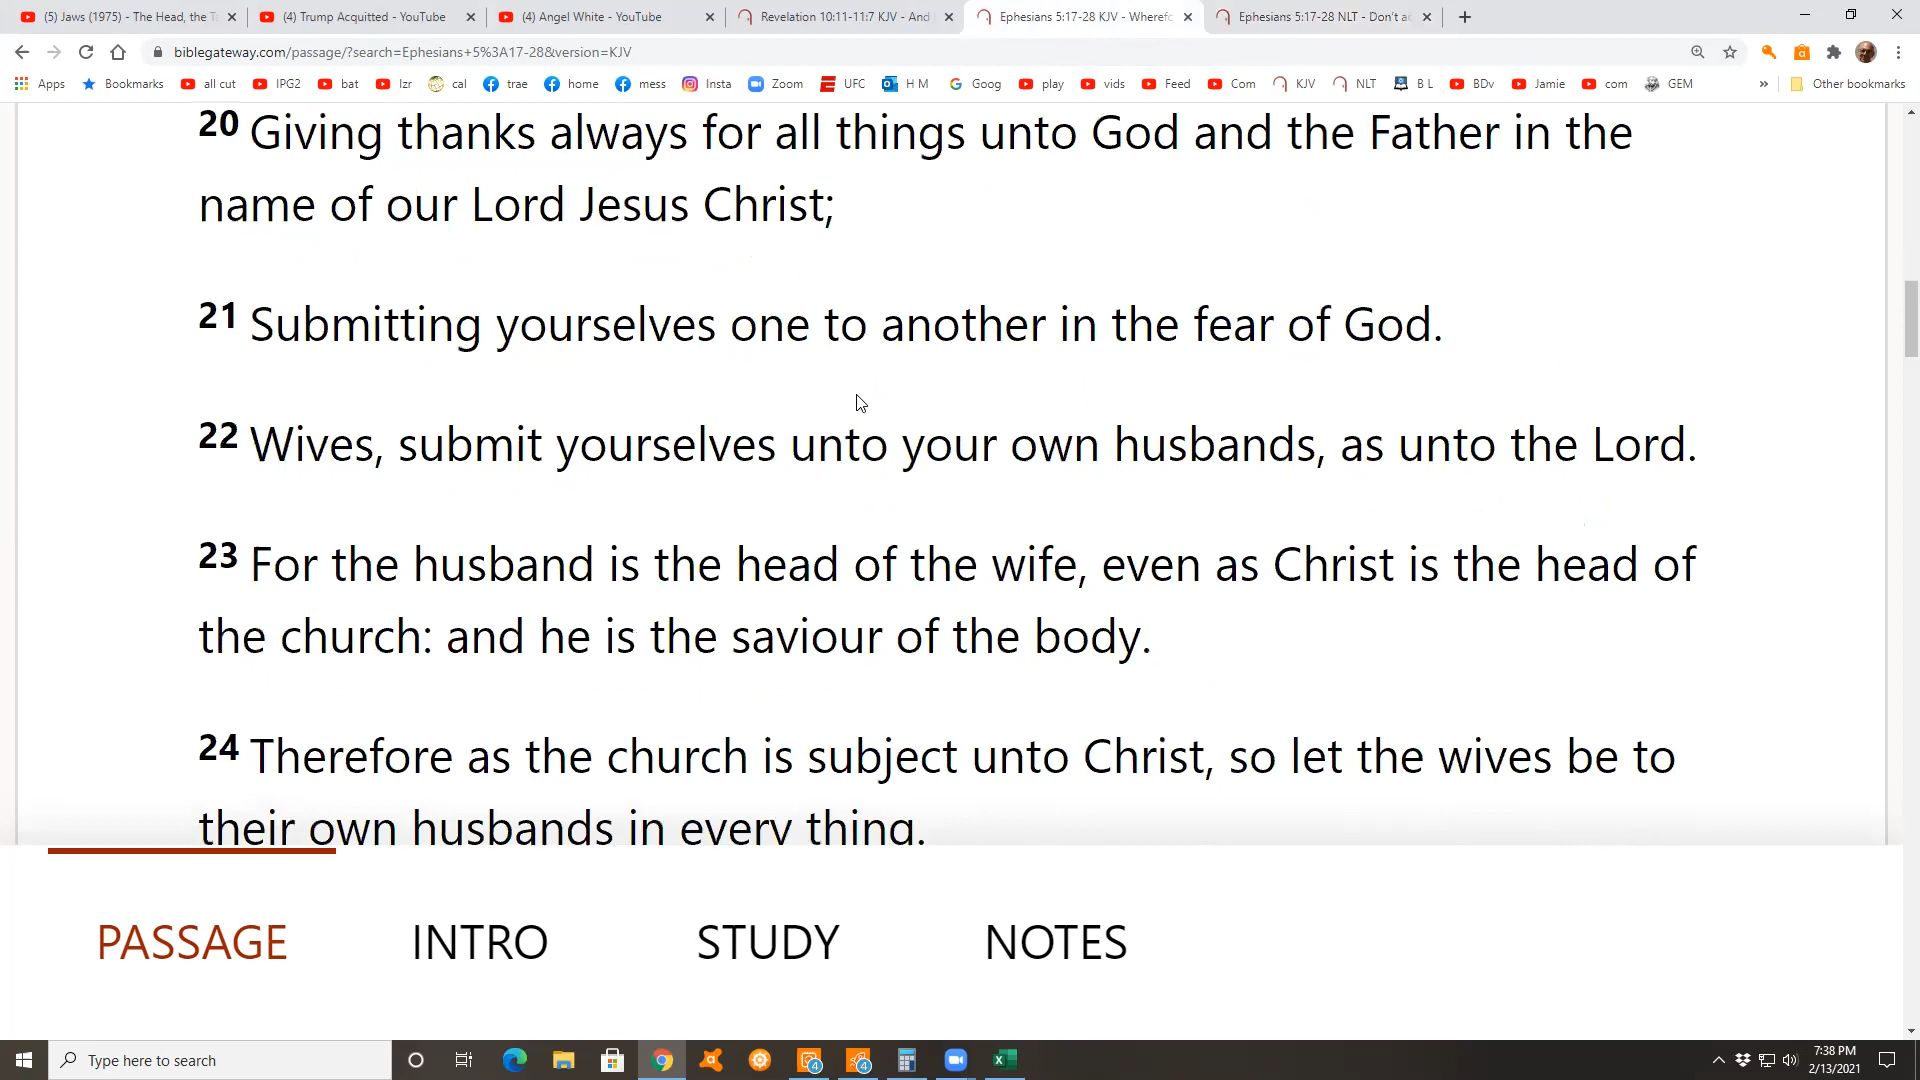 (5) Jaws (1975) - The Head, the T
(4) Trump Acquitted - YouTube
(4) Angel White - YouTube
Revelation 10:11-11:7 KJV - And
Ephesians 5:17-28 KJV - Wherefo
Ephesians 5:17-28 NLT - Don't a
biblegateway.com/passage/?search=Ephesians+5%3A17-28&version=KJV
Apps Bookmarks all cut IPG2 bat lzr cal trae home mess Insta Zoom UFC H M Goog play vids Feed Com KJV NLT B L BDv Jamie com GEM » Other bookmarks
20 Giving thanks always for all things unto God and the Father in the
name of our Lord Jesus Christ;
21 Submitting yourselves one to another in the fear of God.
22 Wives, submit yourselves unto your own husbands, as unto the Lord.
23 For the husband is the head of the wife, even as Christ is the head of
the church: and he is the saviour of the body.
24 Therefore as the church is subject unto Christ, so let the wives be to
their own husbands in every thing.
PASSAGE INTRO STUDY NOTES
Type here to search
4
4
7:38 PM
2/13/2021